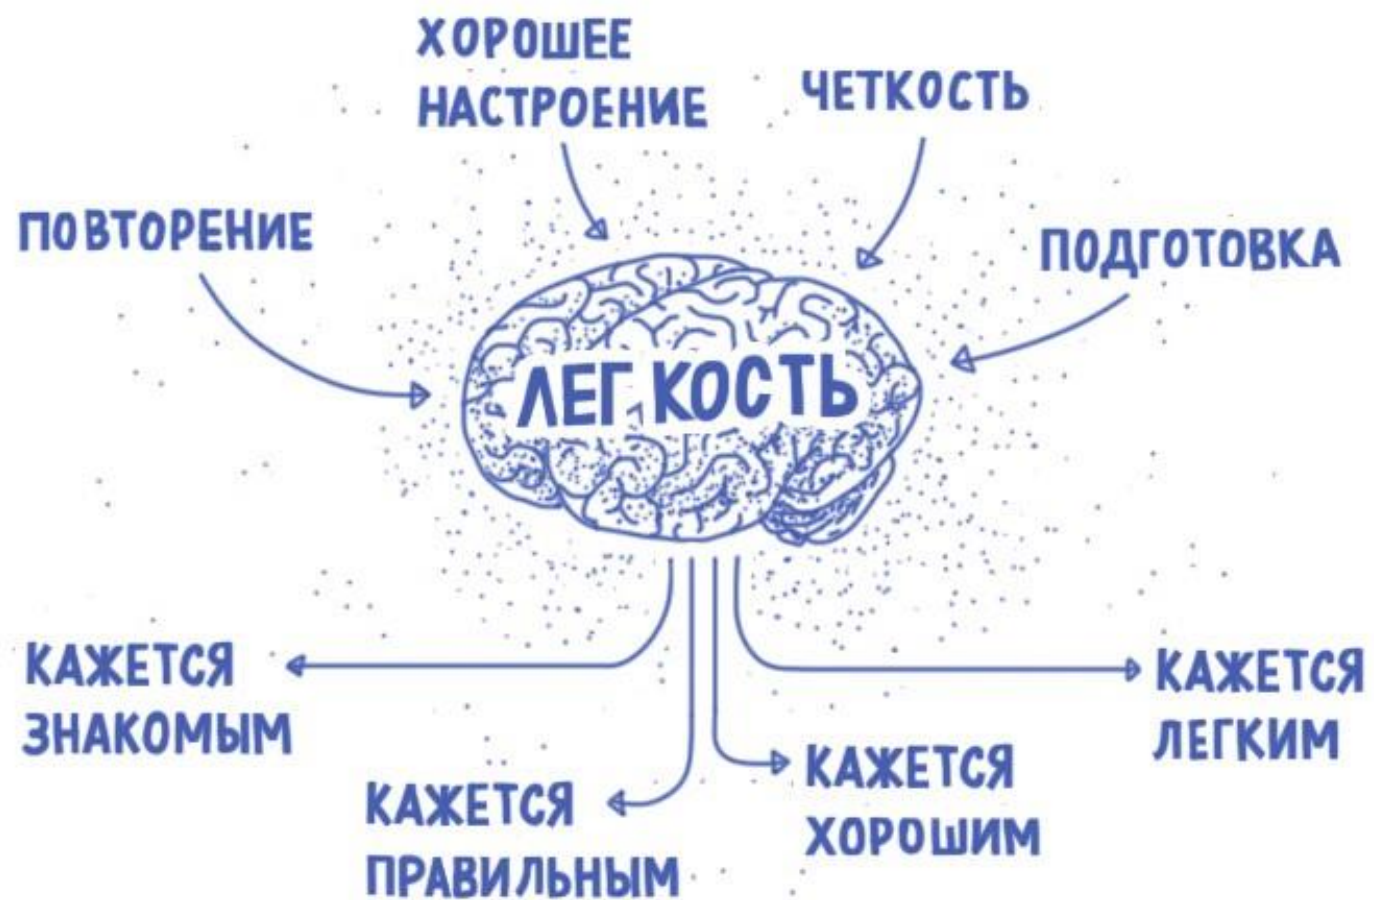 ХОРОШЕЕ
НАСТРОЕНИЕ
ЧЕТКОСТЬ
ПОВТОРЕНИЕ
ПОДГОТОВКА
ЛЕГКОСТЬ
КАЖЕТСЯ
ЗНАКОМЫМ
КАЖЕТСЯ
ПРАВИЛЬНЫМ
КАЖЕТСЯ
ХОРОШИМ
КАЖЕТСЯ
ЛЕГКИМ